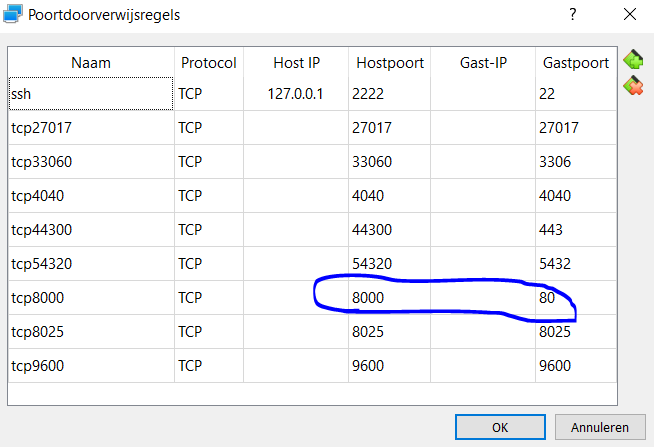 Poortdoorverwijsregels
Naam Protocol Host IP Hostpoort Gast-IP Gastpoort
ssh TCP 127.0.0.1 2222 22
tcp27017 TCP 27017 27017
tcp33060 TCP 33060 3306
tcp4040 TCP 4040 4040
tcp44300 TCP 44300 443
tcp54320 TCP 54320 5432
tcp8000 TCP 8000 80
tcp8025 TCP 8025 8025
tcp9600 TCP 9600 9600
OK Annuleren